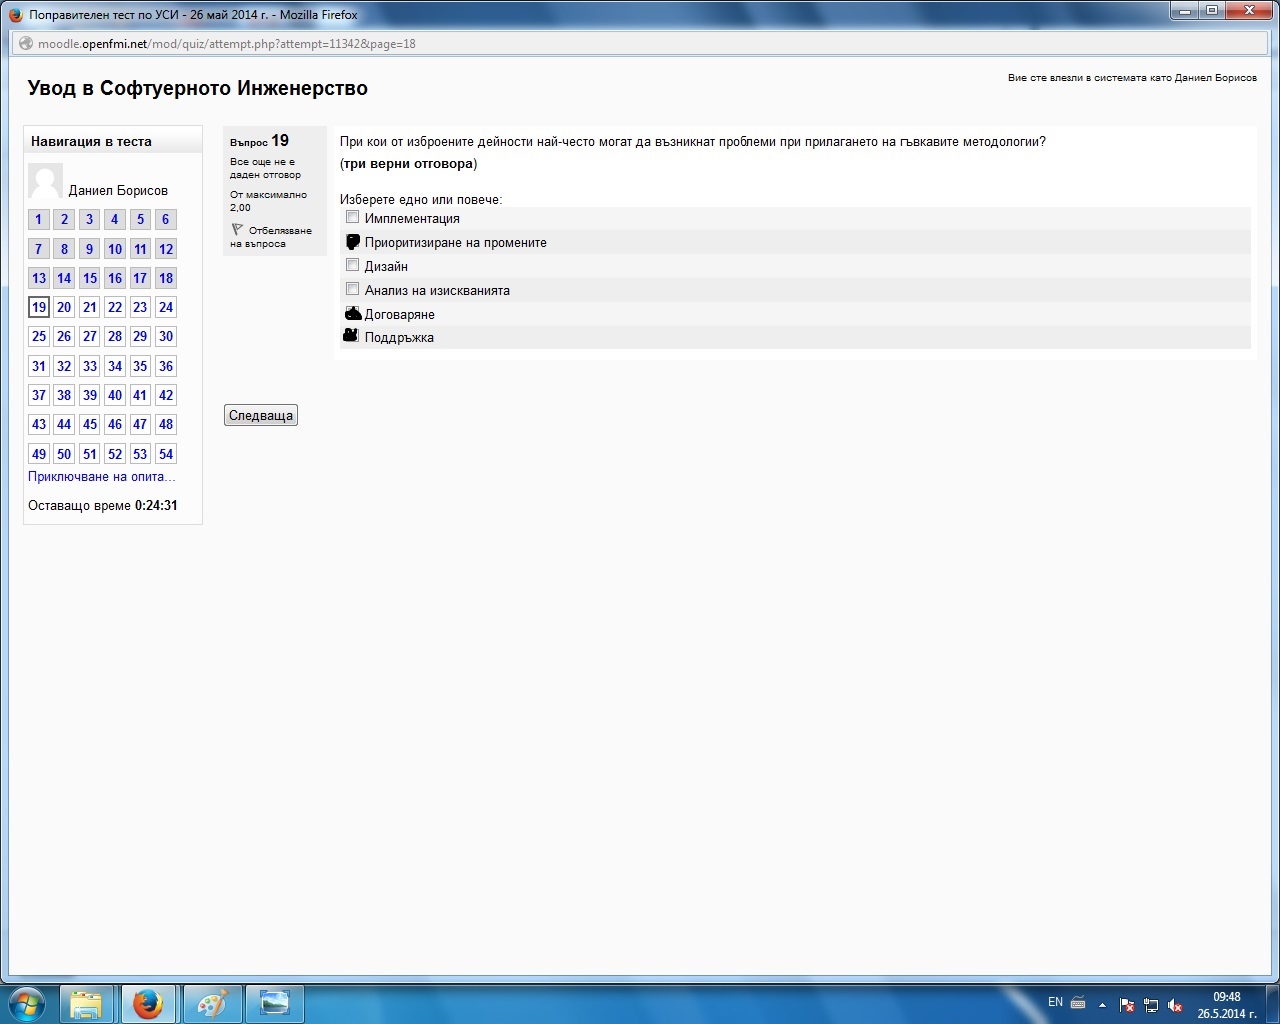 Поправителен тест по УСИ - 26 май 2014 г. - Mozilla Firefox
moodle.openfmi.net/mod/quiz/attempt.php?attempt=11342&page=18
Увод в Софтуерното Инженерство
Вие сте влезли в системата като Даниел Борисов
Навигация в теста
Даниел Борисов
1 2 3 4 5 6
7 8 9 10 11 12
13 14 15 16 17 18
19 20 21 22 23 24
25 26 27 28 29 30
31 32 33 34 35 36
37 38 39 40 41 42
43 44 45 46 47 48
49 50 51 52 53 54
Приключване на опита...
Оставащо време 0:24:31
Въпрос 19
Все още не е
даден отговор
От максимално
2,00
Отбелязване
на въпроса
При кои от изброените дейности най-често могат да възникнат проблеми при прилагането на гъвкавите методологии?
(три верни отговора)
Изберете едно или повече:
Имплементация
Приоритизиране на промените
Дизайн
Анализ на изискванията
Договаряне
Поддръжка
Следваща
EN
09:48
26.5.2014 г.